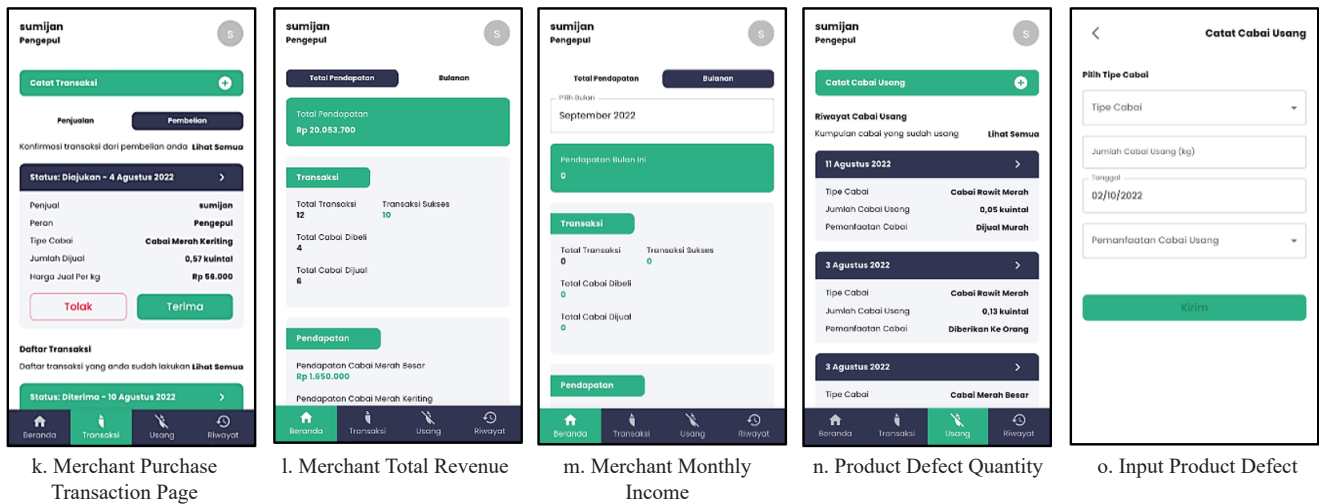 sumijan
Pengepul
S
Catat Transaksi
Penjualan
Pembelian
Konfirmasi transaksi dari pembelian anda Lihat Semua
Status: Diajukan - 4 Agustus 2022
Penjual sumijan
Peran Pengepul
Tipe Cabai Cabai Merah Keriting
Jumlah Dijual 0,57 kuintal
Harga Jual Per kg Rp 56.000
Tolak
Terima
Daftar Transaksi
Daftar transaksi yang anda sudah lakukan Lihat Semua
Status: Diterima - 10 Agustus 2022
Beranda Transaksi Usang Riwayat
k. Merchant Purchase
Transaction Page
sumijan
Pengepul
S
Total Pendapatan
Bulanan
Total Pendapatan
Rp 20.053.700
Transaksi
Total Transaksi Transaksi Sukses
12 10
Total Cabai Dibeli
4
Total Cabai Dijual
6
Pendapatan
Pendapatan Cabai Merah Besar
Rp 1.650.000
Pendapatan Cabai Merah Keriting
Beranda Transaksi Usang Riwayat
l. Merchant Total Revenue
sumijan
Pengepul
S
Total Pendapatan
Bulanan
Pilih Bulan
September 2022
Pendapatan Bulan Ini
0
Transaksi
Total Transaksi Transaksi Sukses
0 0
Total Cabai Dibeli
0
Total Cabai Dijual
0
Pendapatan
Beranda Transaksi Usang Riwayat
m. Merchant Monthly
Income
sumijan
Pengepul
S
Catat Cabai Usang
Riwayat Cabai Usang
Kumpulan cabai yang sudah usang Lihat Semua
11 Agustus 2022
Tipe Cabai Cabai Rawit Merah
Jumlah Cabai Usang 0,05 kuintal
Pemanfaatan Cabai Dijual Murah
3 Agustus 2022
Tipe Cabai Cabai Rawit Merah
Jumlah Cabai Usang 0,13 kuintal
Pemanfaatan Cabai Diberikan Ke Orang
3 Agustus 2022
Tipe Cabai Cabai Merah Besar
Beranda Transaksi Usang Riwayat
n. Product Defect Quantity
Catat Cabai Usang
Pilih Tipe Cabai
Tipe Cabai
Jumlah Cabai Usang (kg)
Tanggal
02/10/2022
Pemanfaatan Cabai Usang
Kirim
o. Input Product Defect